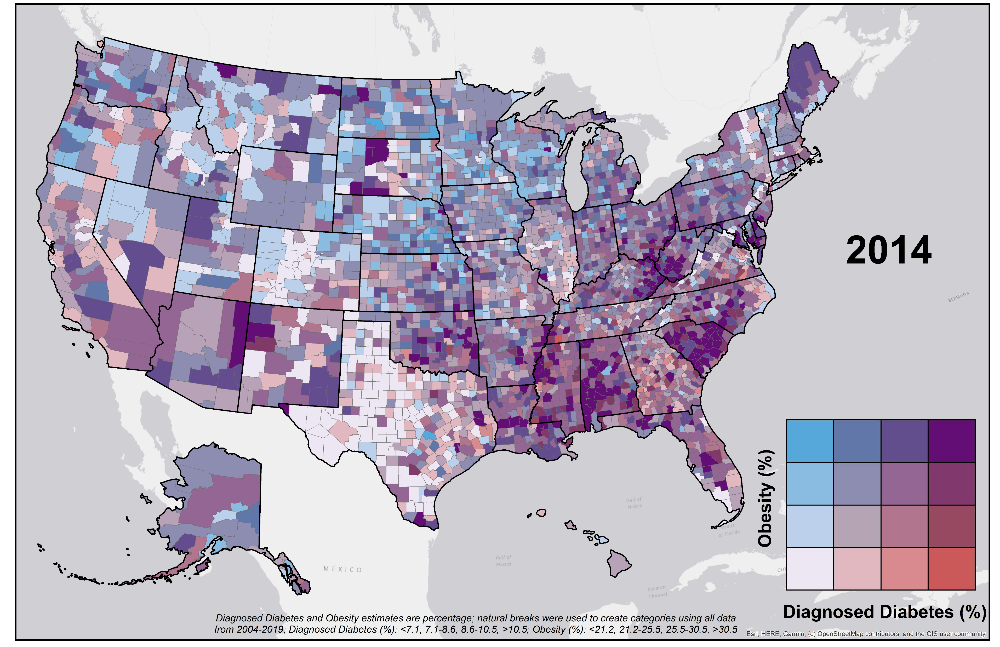 2014
BERMUDA
Gulf of
Mexico
Straits
of Florida
Gulf of
Mexico
MÉXICO
CUB
Yucatan
Channel
Obesity (%)
Diagnosed Diabetes (%)
Diagnosed Diabetes and Obesity estimates are percentage; natural breaks were used to create categories using all data
from 2004-2019; Diagnosed Diabetes (%): <7.1, 7.1-8.6, 8.6-10.5, >10.5; Obesity (%): <21.2, 21.2-25.5, 25.5-30.5, >30.5
Esri, HERE, Garmin, (c) OpenStreetMap contributors, and the GIS user community